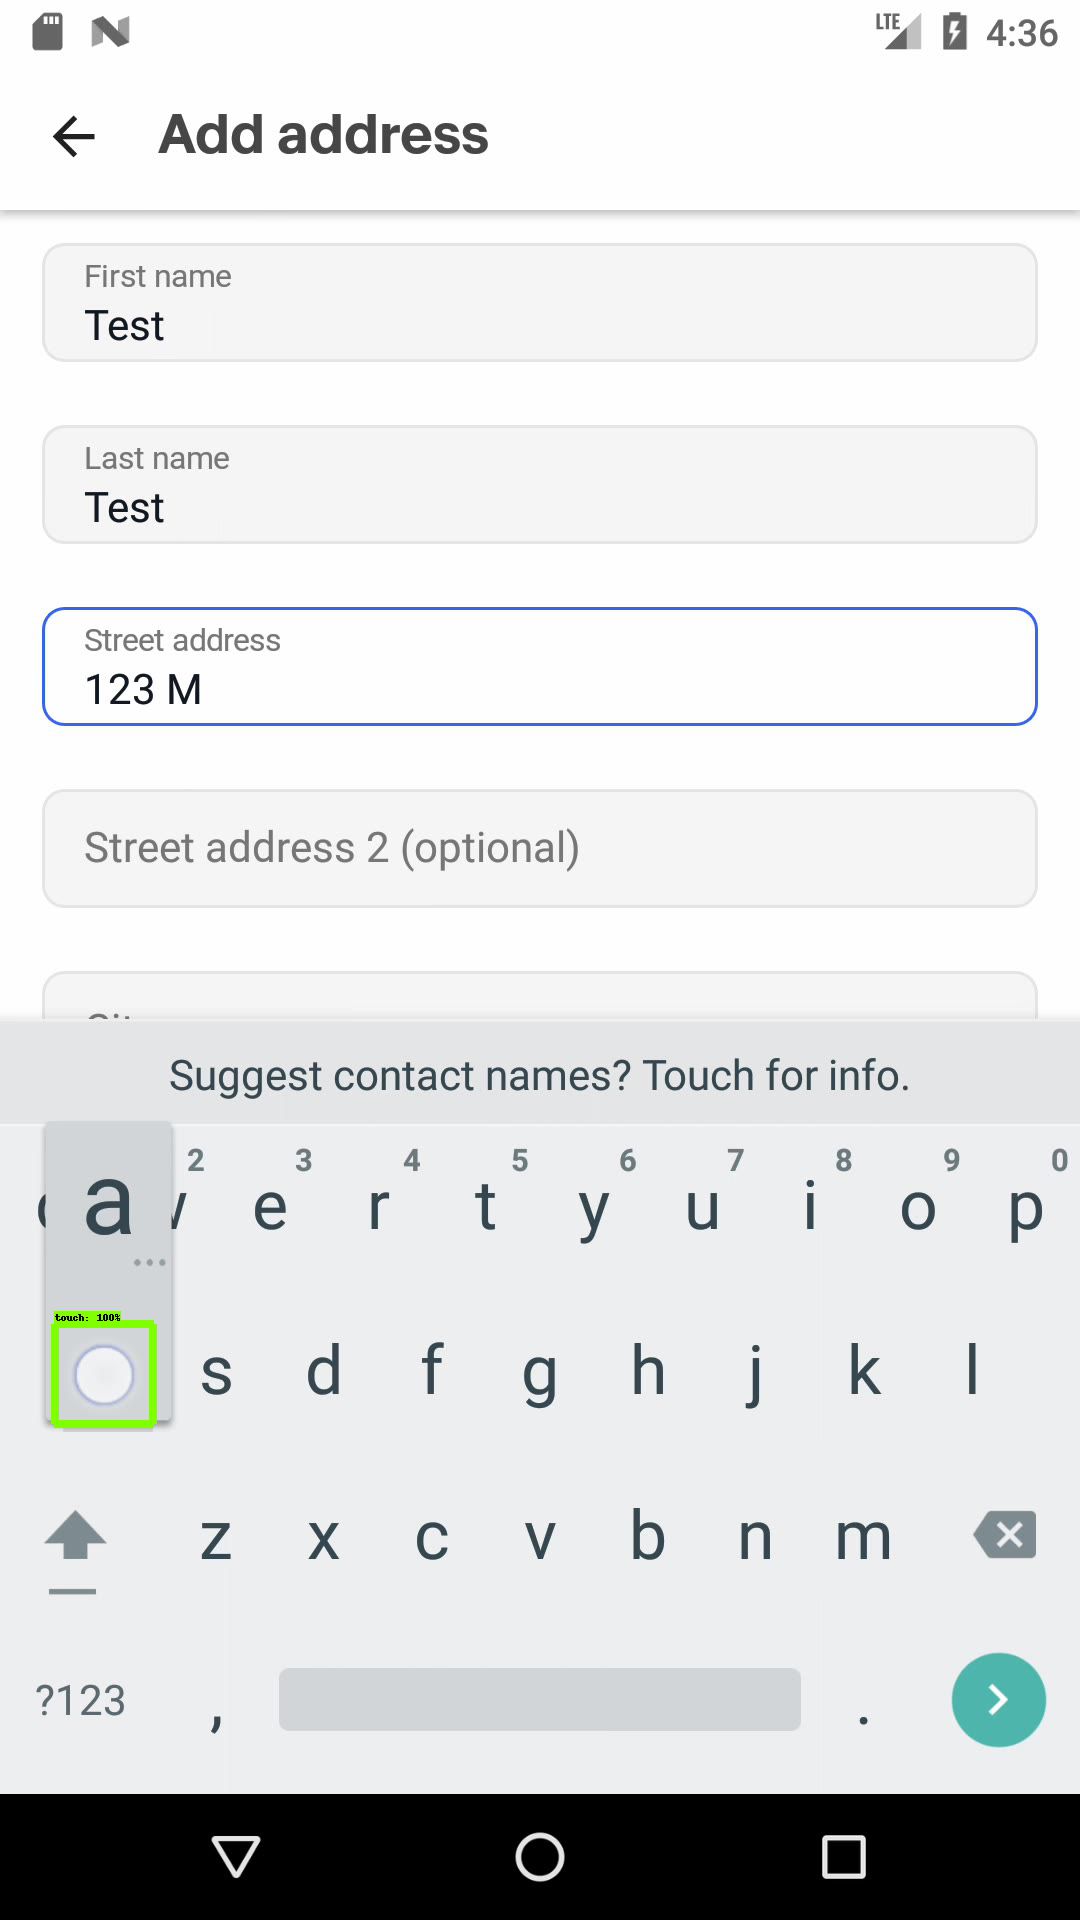 LTE 4:36
Add address
First name
Test
Last name
Test
Street address
123 M
Street address 2 (optional)
Suggest contact names? Touch for info.
2 3 4 5 6 7 8 9 0
e r t y u i o p
a
touch: 100%
s d f g h j k l
z x c v b n m
?123 , .